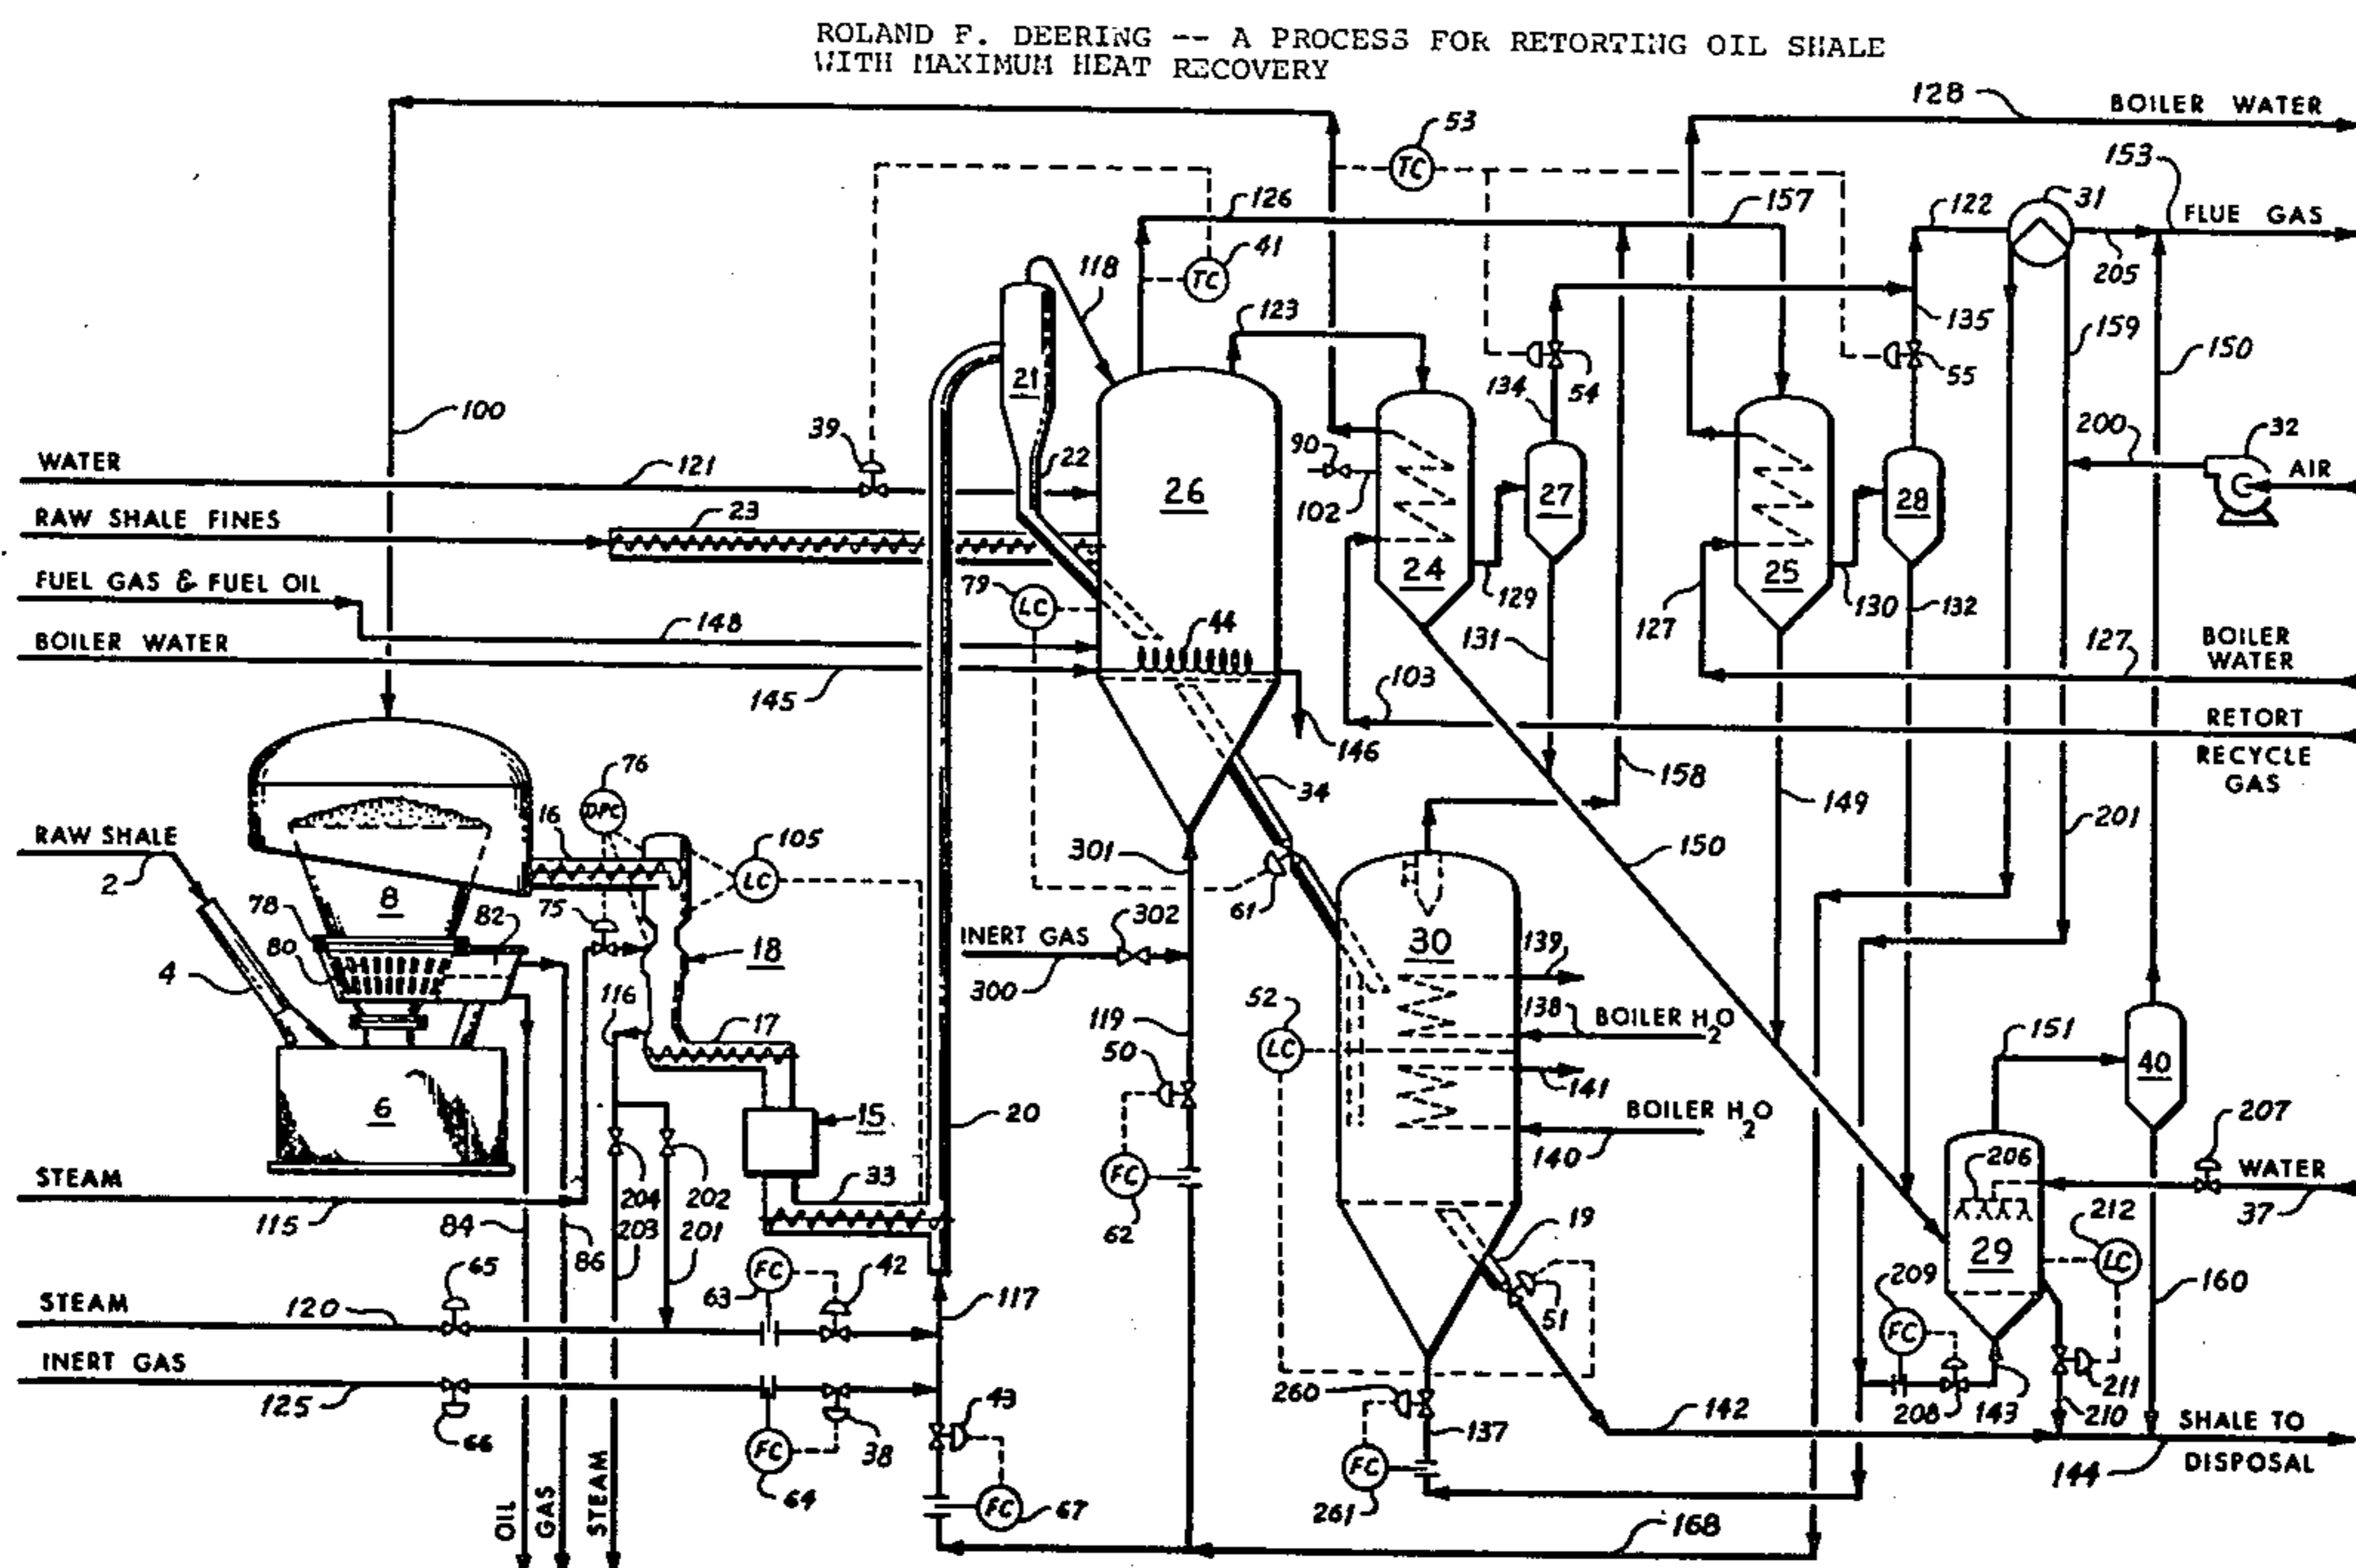 ROLAND F. DEERING -- A PROCESS FOR RETORTING OIL SHALE
WITH MAXIMUM HEAT RECOVERY
128
BOILER WATER
53
TC
153
126
157
122
31
FLUE GAS
41
TC
118
205
123
135
159
150
21
134
54
55
100
39
200
32
90
22
WATER
121
AIR
26
27
28
RAW SHALE FINES
23
102
24
25
79
LC
129
130
132
FUEL GAS & FUEL OIL
148
44
131
127
BOILER WATER
127
BOILER
WATER
145
103
146
RETORT
RECYCLE
GAS
76
DPC
34
158
149
201
RAW SHALE
16
105
LC
301
150
2
8
78
82
75
61
302
INERT GAS
30
139
80
18
4
300
52
LC
138
BOILER H2O
116
17
119
151
50
141
40
6
15
20
BOILER H2O
207
STEAM
FC
140
206
WATER
204
202
33
115
84
203
201
62
19
37
212
86
29
LC
65
FC
42
209
160
STEAM
120
63
117
51
FC
INERT GAS
125
43
260
211
208
143
210
142
SHALE TO
DISPOSAL
66
FC
38
137
144
64
FC
67
FC
261
OIL
GAS
STEAM
168